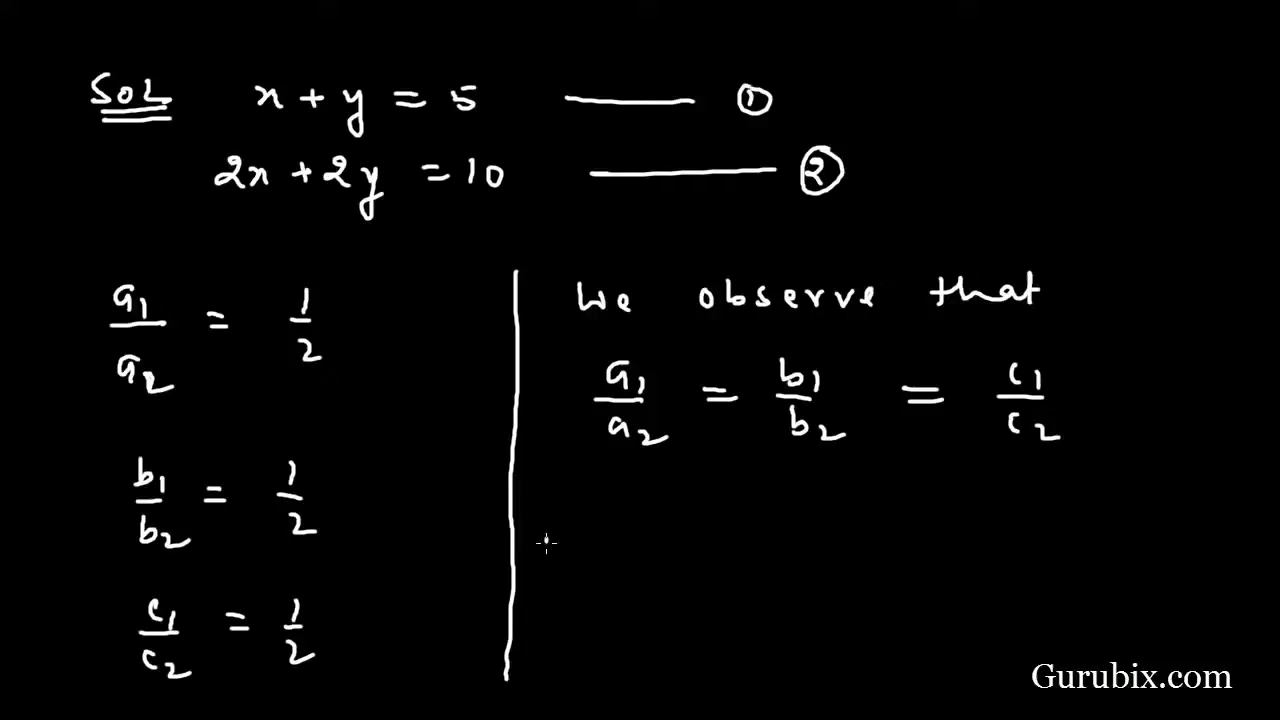 SOL x + y = 5 ——— ①
2x + 2y = 10 ——— ②
a₁/a₂ = 1/2
b₁/b₂ = 1/2
c₁/c₂ = 1/2
We observe that
a₁/a₂ = b₁/b₂ = c₁/c₂
Gurubix.com